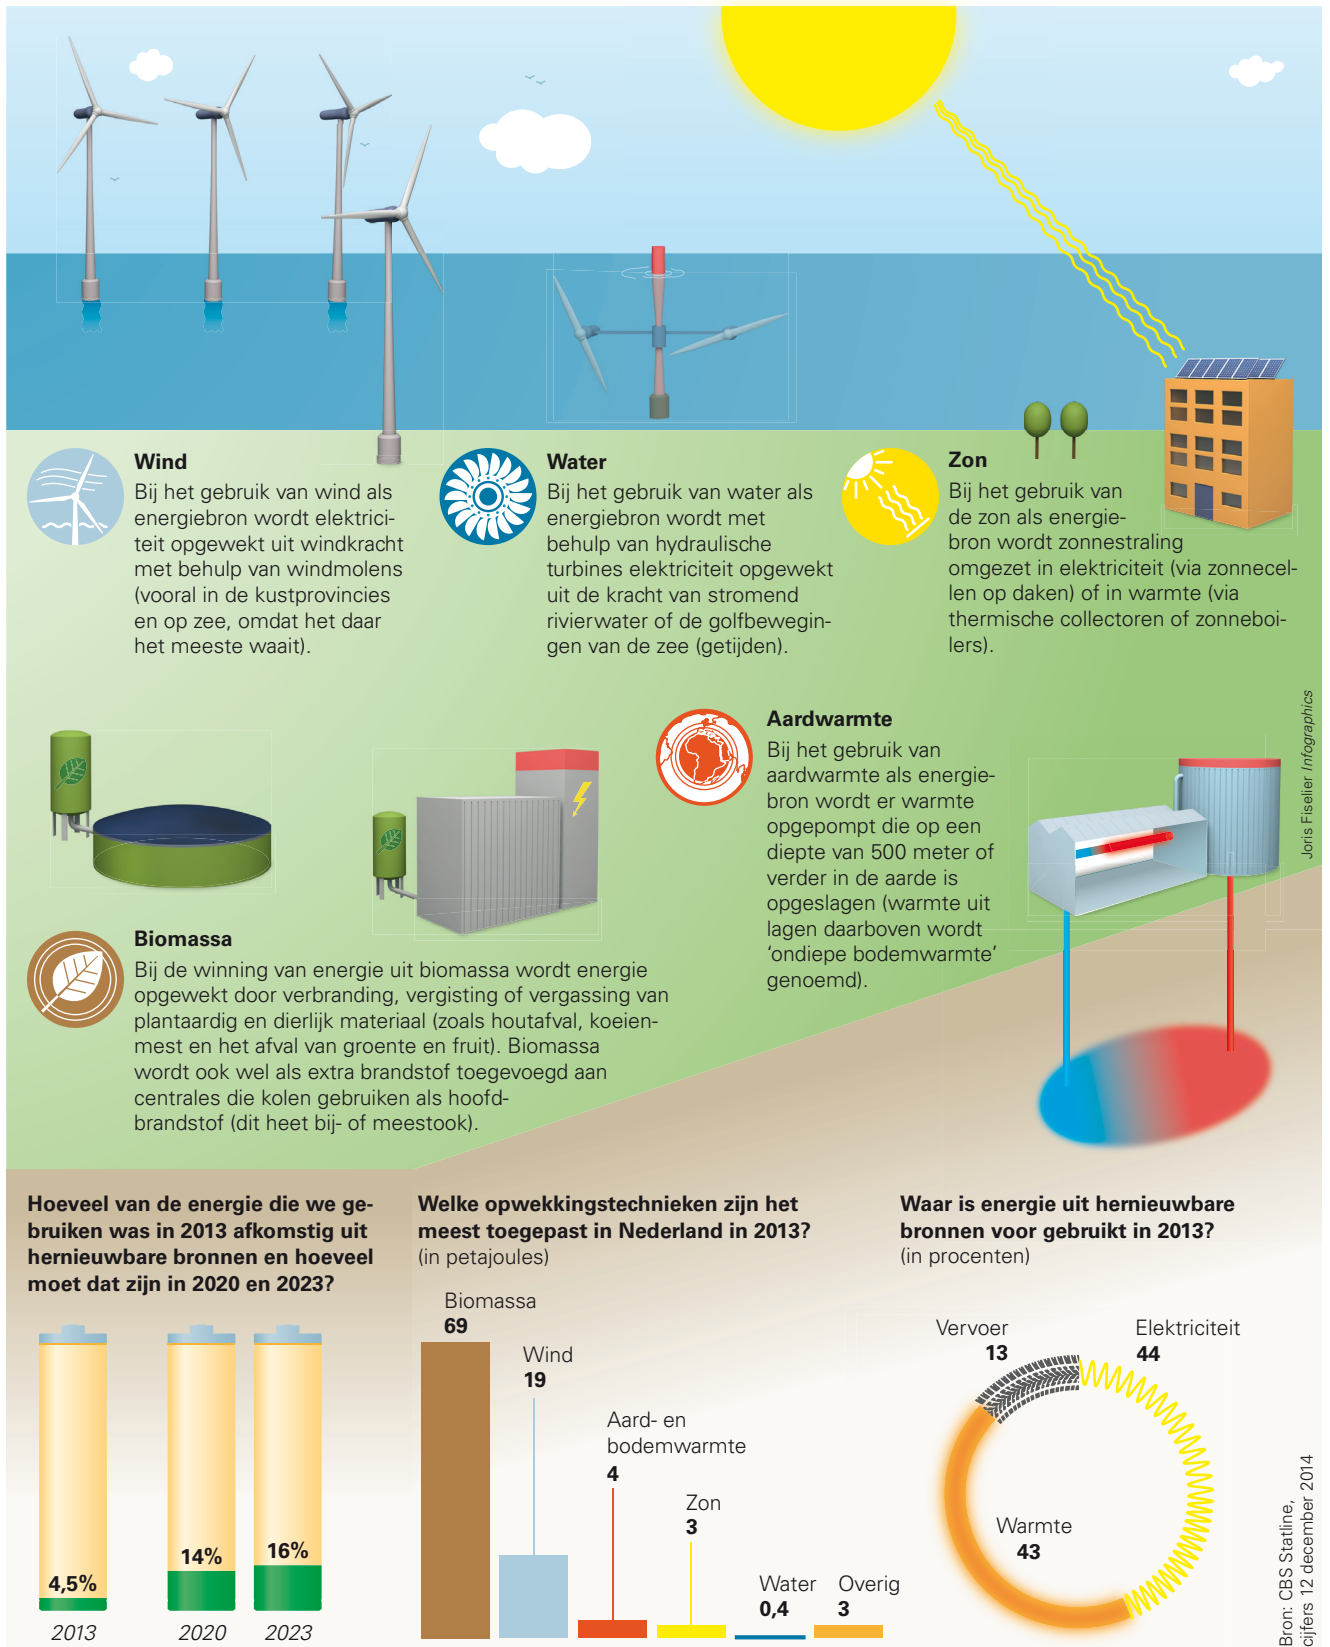 Wind
Bij het gebruik van wind als
energiebron wordt elektrici-
teit opgewekt uit windkracht
met behulp van windmolens
(vooral in de kustprovincies
en op zee, omdat het daar
het meeste waait).
Water
Bij het gebruik van water als
energiebron wordt met
behulp van hydraulische
turbines elektriciteit opgewekt
uit de kracht van stromend
rivierwater of de golfbewegin-
gen van de zee (getijden).
Zon
Bij het gebruik van
de zon als energie-
bron wordt zonnestraling
omgezet in elektriciteit (via zonnecel-
len op daken) of in warmte (via
thermische collectoren of zonneboi-
lers).
Aardwarmte
Bij het gebruik van
aardwarmte als energie-
bron wordt er warmte
opgepompt die op een
diepte van 500 meter of
verder in de aarde is
opgeslagen (warmte uit
lagen daarboven wordt
‘ondiepe bodemwarmte’
genoemd).
Joris Fiselier Infographics
Biomassa
Bij de winning van energie uit biomassa wordt energie
opgewekt door verbranding, vergisting of vergassing van
plantaardig en dierlijk materiaal (zoals houtafval, koeien-
mest en het afval van groente en fruit). Biomassa
wordt ook wel als extra brandstof toegevoegd aan
centrales die kolen gebruiken als hoofd-
brandstof (dit heet bij- of meestook).
Hoeveel van de energie die we ge-
bruiken was in 2013 afkomstig uit
hernieuwbare bronnen en hoeveel
moet dat zijn in 2020 en 2023?
4,5%
14%
16%
2013
2020
2023
Welke opwekkingstechnieken zijn het
meest toegepast in Nederland in 2013?
(in petajoules)
Biomassa
69
Wind
19
Aard- en
bodemwarmte
4
Zon
3
Water
0,4
Overig
3
Waar is energie uit hernieuwbare
bronnen voor gebruikt in 2013?
(in procenten)
Vervoer
13
Elektriciteit
44
Warmte
43
Bron: CBS Statline,
cijfers 12 december 2014